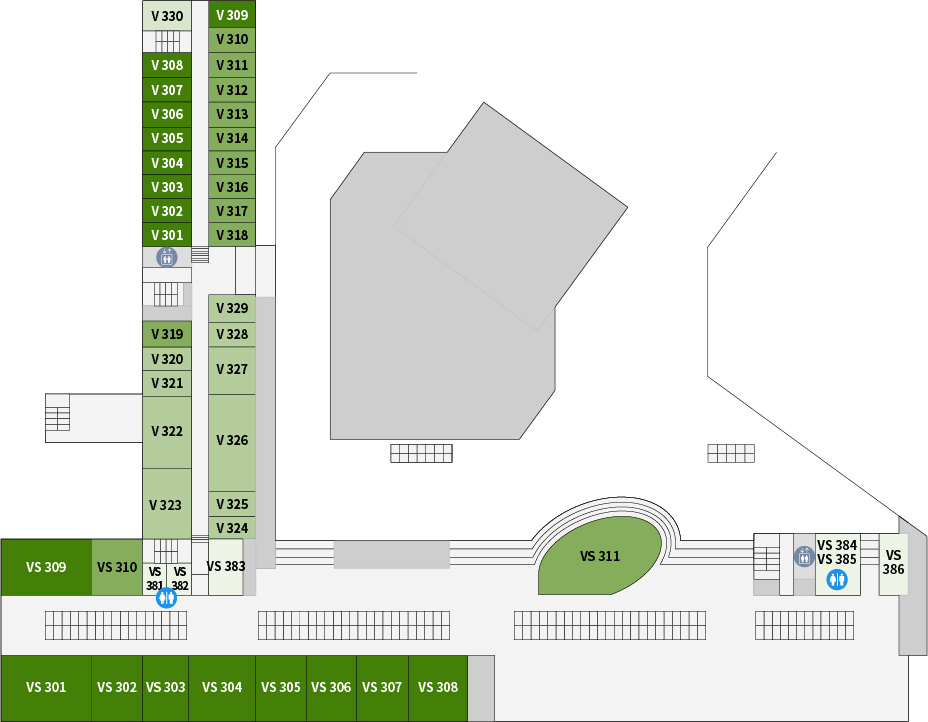 V 330
V 309
V 310
V 308
V 311
V 307
V 312
V 306
V 313
V 305
V 314
V 304
V 315
V 303
V 316
V 302
V 317
V 301
V 318
V 329
V 319
V 328
V 320
V 327
V 321
V 322
V 326
V 323
V 325
V 324
VS 309
VS 310
VS
381
VS
382
VS 383
VS 311
VS 384
VS 385
VS
386
VS 301
VS 302
VS 303
VS 304
VS 305
VS 306
VS 307
VS 308